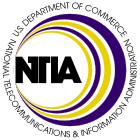 U.S. DEPARTMENT OF COMMERCE
NATIONAL TELECOMMUNICATIONS & INFORMATION ADMINISTRATION
NTIA